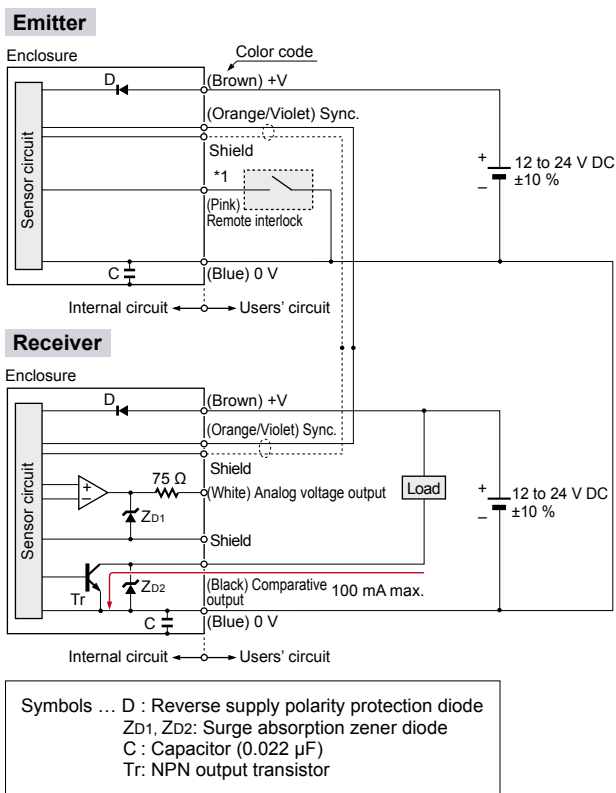 Emitter
Enclosure
Color code
D
(Brown) +V
(Orange/Violet) Sync.
Shield
Sensor circuit
*1
(Pink)
Remote interlock
+
12 to 24 V DC
–
±10 %
C
(Blue) 0 V
Internal circuit
Users' circuit
Receiver
Enclosure
D
(Brown) +V
(Orange/Violet) Sync.
Shield
Sensor circuit
+
–
75 Ω
(White) Analog voltage output
Load
+
12 to 24 V DC
–
±10 %
ZD1
Shield
Tr
ZD2
(Black) Comparative
output
100 mA max.
C
(Blue) 0 V
Internal circuit
Users' circuit
Symbols … D : Reverse supply polarity protection diode
ZD1, ZD2: Surge absorption zener diode
C : Capacitor (0.022 μF)
Tr: NPN output transistor